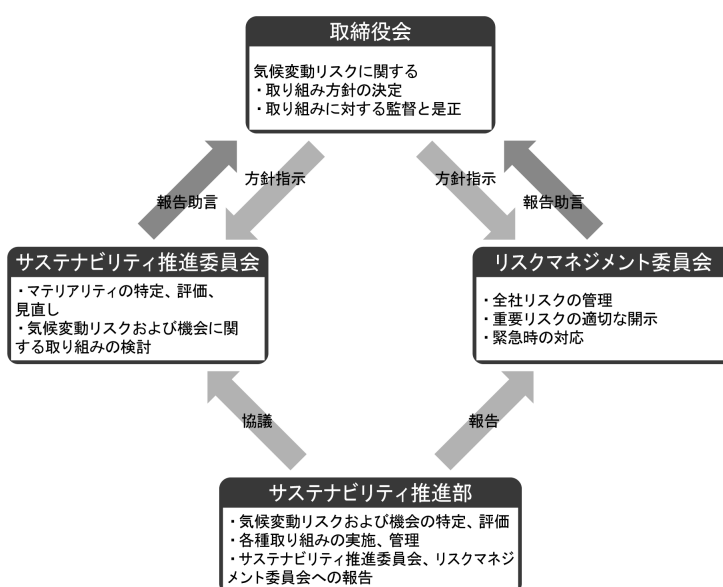 取締役会
気候変動リスクに関する
・取り組み方針の決定
・取り組みに対する監督と是正
報告助言
方針指示
方針指示
報告助言
サステナビリティ推進委員会
・マテリアリティの特定、評価、
見直し
・気候変動リスクおよび機会に関
する取り組みの検討
リスクマネジメント委員会
・全社リスクの管理
・重要リスクの適切な開示
・緊急時の対応
協議
報告
サステナビリティ推進部
・気候変動リスクおよび機会の特定、評価
・各種取り組みの実施、管理
・サステナビリティ推進委員会、リスクマネジ
メント委員会への報告